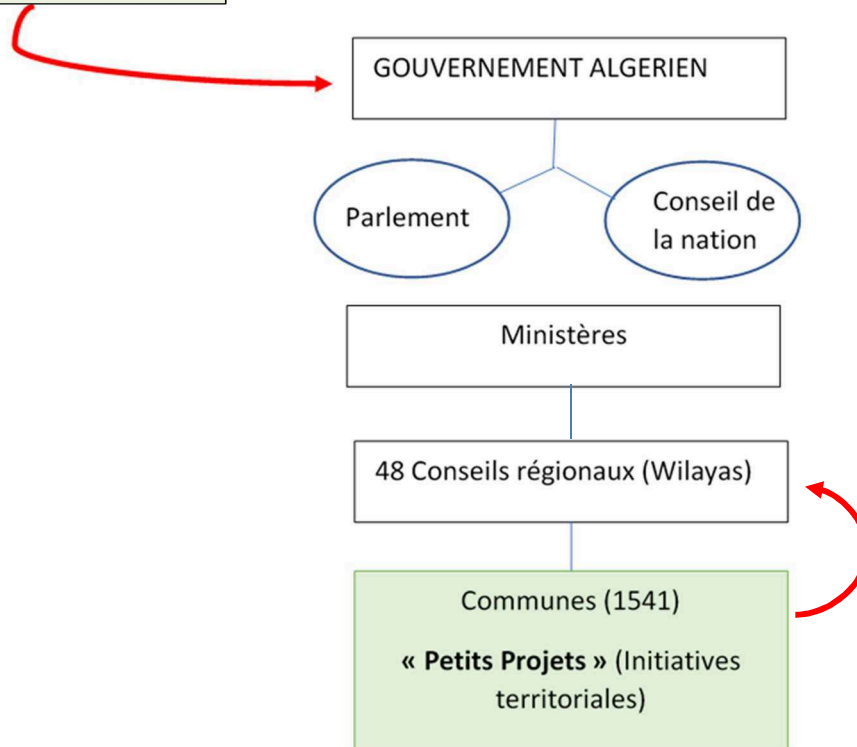 GOUVERNEMENT ALGERIEN
Parlement
Conseil de
la nation
Ministères
48 Conseils régionaux (Wilayas)
Communes (1541)
« Petits Projets » (Initiatives
territoriales)